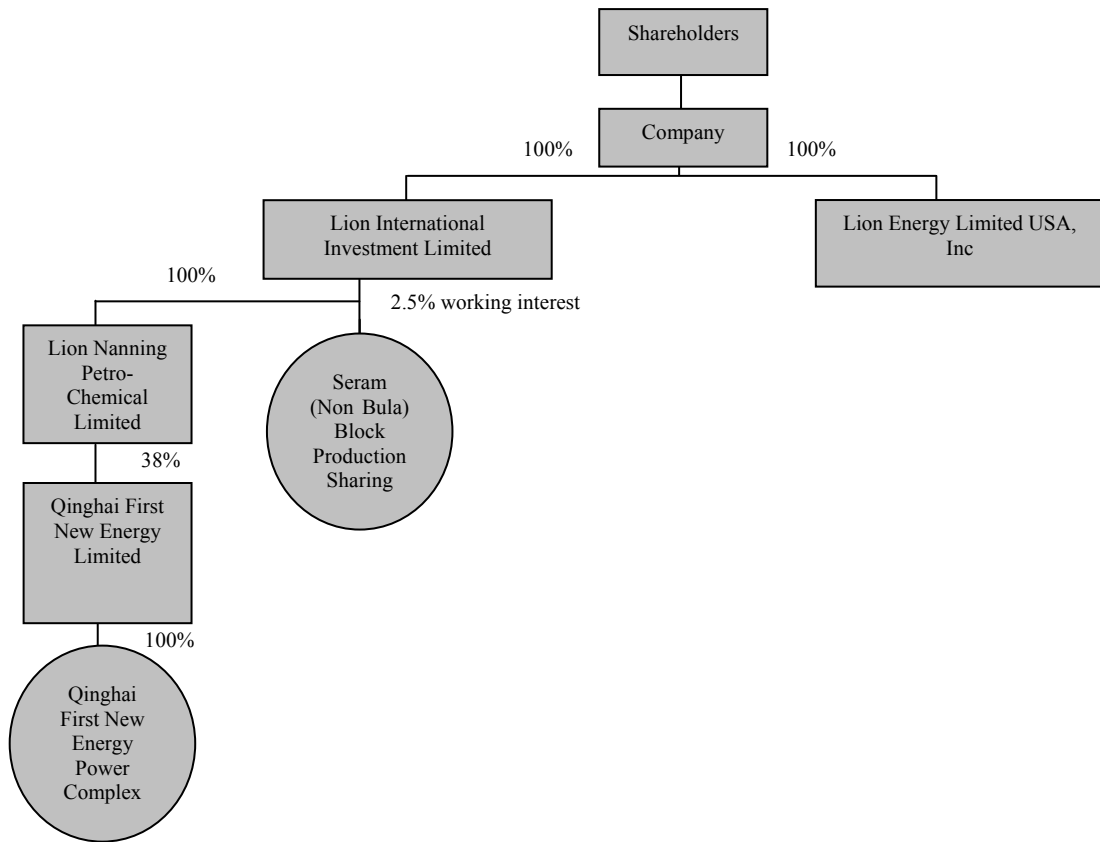 Shareholders
Company
100%
100%
Lion International
Investment Limited
Lion Energy Limited USA,
Inc
100%
2.5% working interest
Lion Nanning
Petro-
Chemical
Limited
Seram
(Non Bula)
Block
Production
Sharing
38%
Qinghai First
New Energy
Limited
100%
Qinghai
First New
Energy
Power
Complex